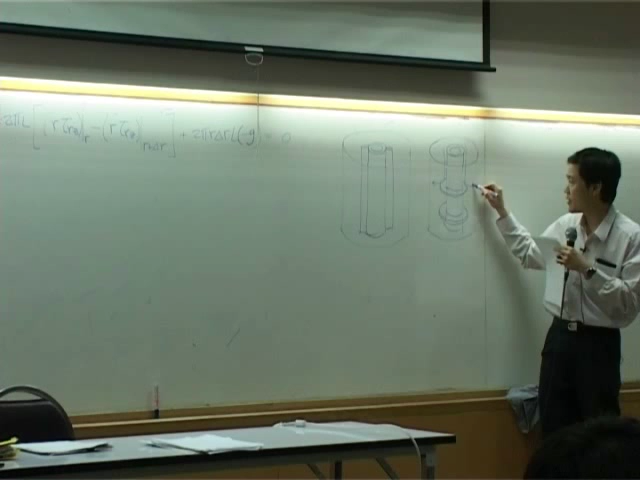 2πL[(rτrz)r - (rτrz)r+Δr] + 2πrΔrL(-g) = 0